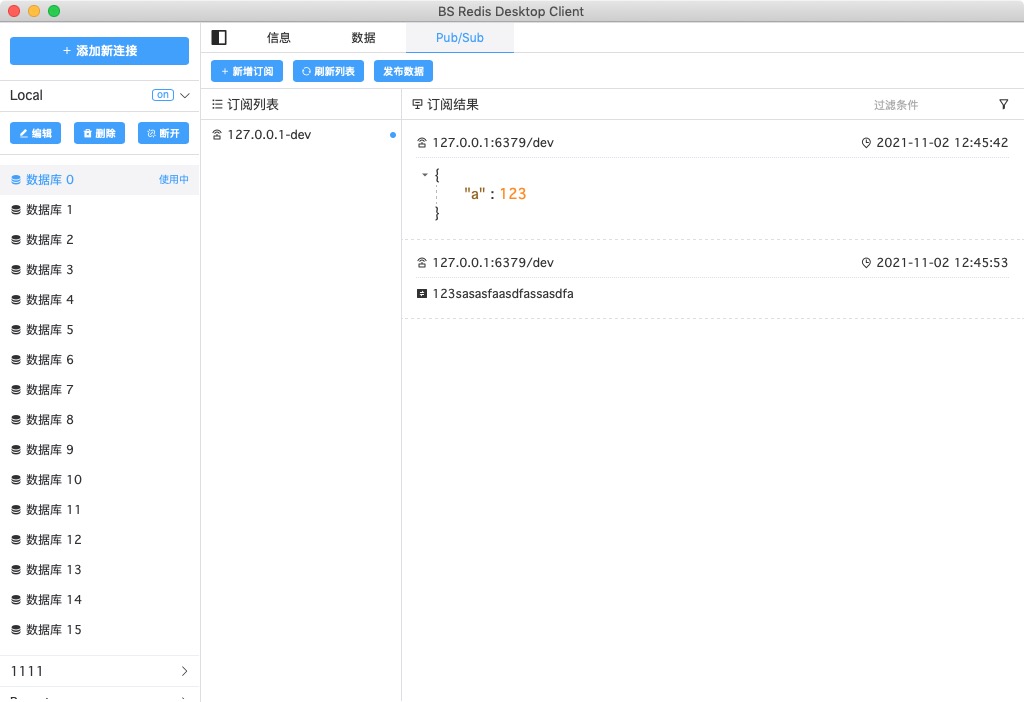 BS Redis Desktop Client
+ 添加新连接
Local on
编辑 删除 断开
数据库 0 使用中
数据库 1
数据库 2
数据库 3
数据库 4
数据库 5
数据库 6
数据库 7
数据库 8
数据库 9
数据库 10
数据库 11
数据库 12
数据库 13
数据库 14
数据库 15
1111
信息 数据 Pub/Sub
+ 新增订阅 刷新列表 发布数据
订阅列表
127.0.0.1-dev
订阅结果 过滤条件
127.0.0.1:6379/dev 2021-11-02 12:45:42
{
"a" : 123
}
127.0.0.1:6379/dev 2021-11-02 12:45:53
123sasasfaasdfassasdfa